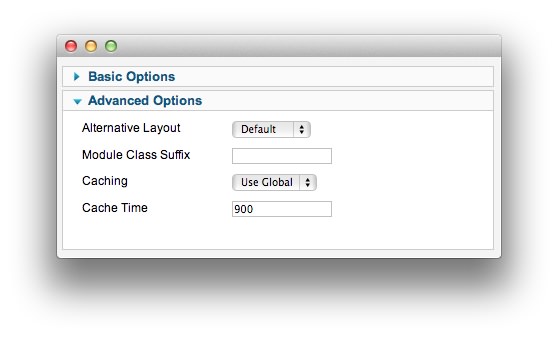 Basic Options
Advanced Options
Alternative Layout Default
Module Class Suffix
Caching Use Global
Cache Time 900